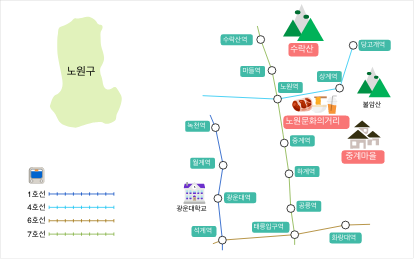 수락산역
수락산
당고개역
마들역
상계역
노원구
노원역
불암산
노원문화의거리
녹천역
중계역
중계마을
월계역
하계역
1호선
4호선
6호선
7호선
광운대역
광운대학교
공릉역
석계역
태릉입구역
화랑대역